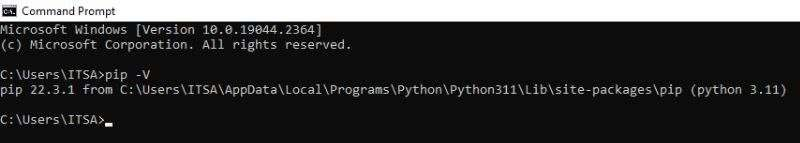 Command Prompt
Microsoft Windows [Version 10.0.19044.2364]
(c) Microsoft Corporation. All rights reserved.
C:\Users\ITSA>pip -V
pip 22.3.1 from C:\Users\ITSA\AppData\Local\Programs\Python\Python311\Lib\site-packages\pip (python 3.11)
C:\Users\ITSA>